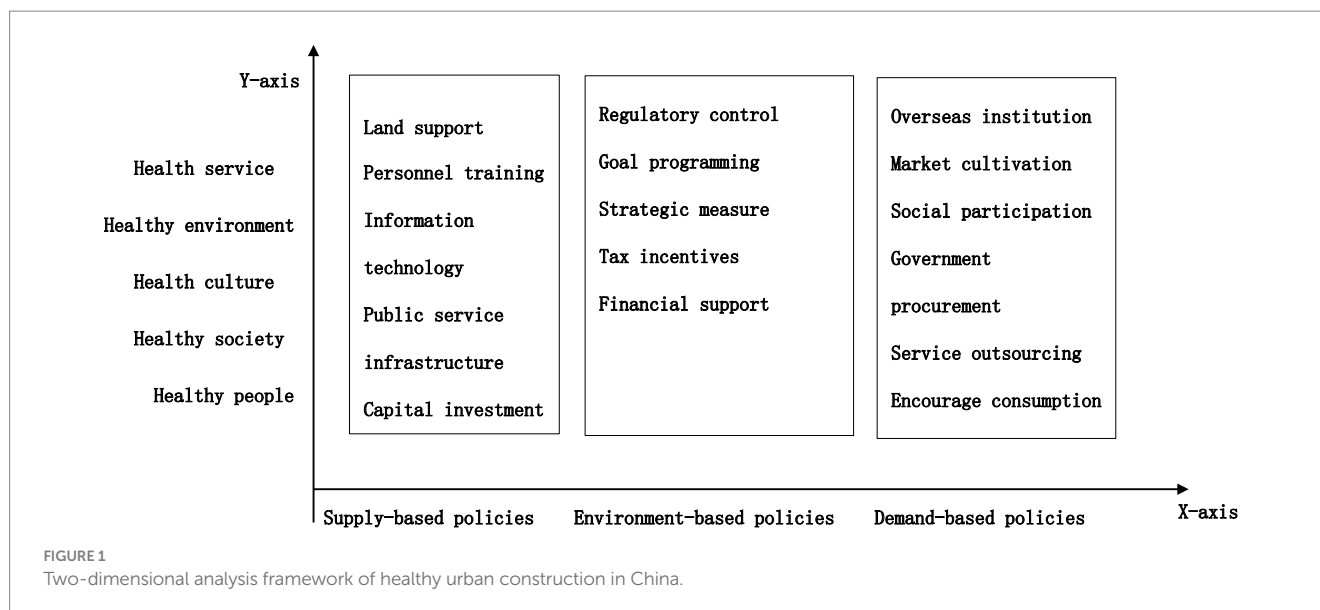 Y-axis
Health service
Healthy environment
Health culture
Healthy society
Healthy people
Land support
Personnel training
Information
technology
Public service
infrastructure
Capital investment
Regulatory control
Goal programming
Strategic measure
Tax incentives
Financial support
Overseas institution
Market cultivation
Social participation
Government
procurement
Service outsourcing
Encourage consumption
Supply-based policies
Environment-based policies
Demand-based policies
X-axis
FIGURE 1
Two-dimensional analysis framework of healthy urban construction in China.